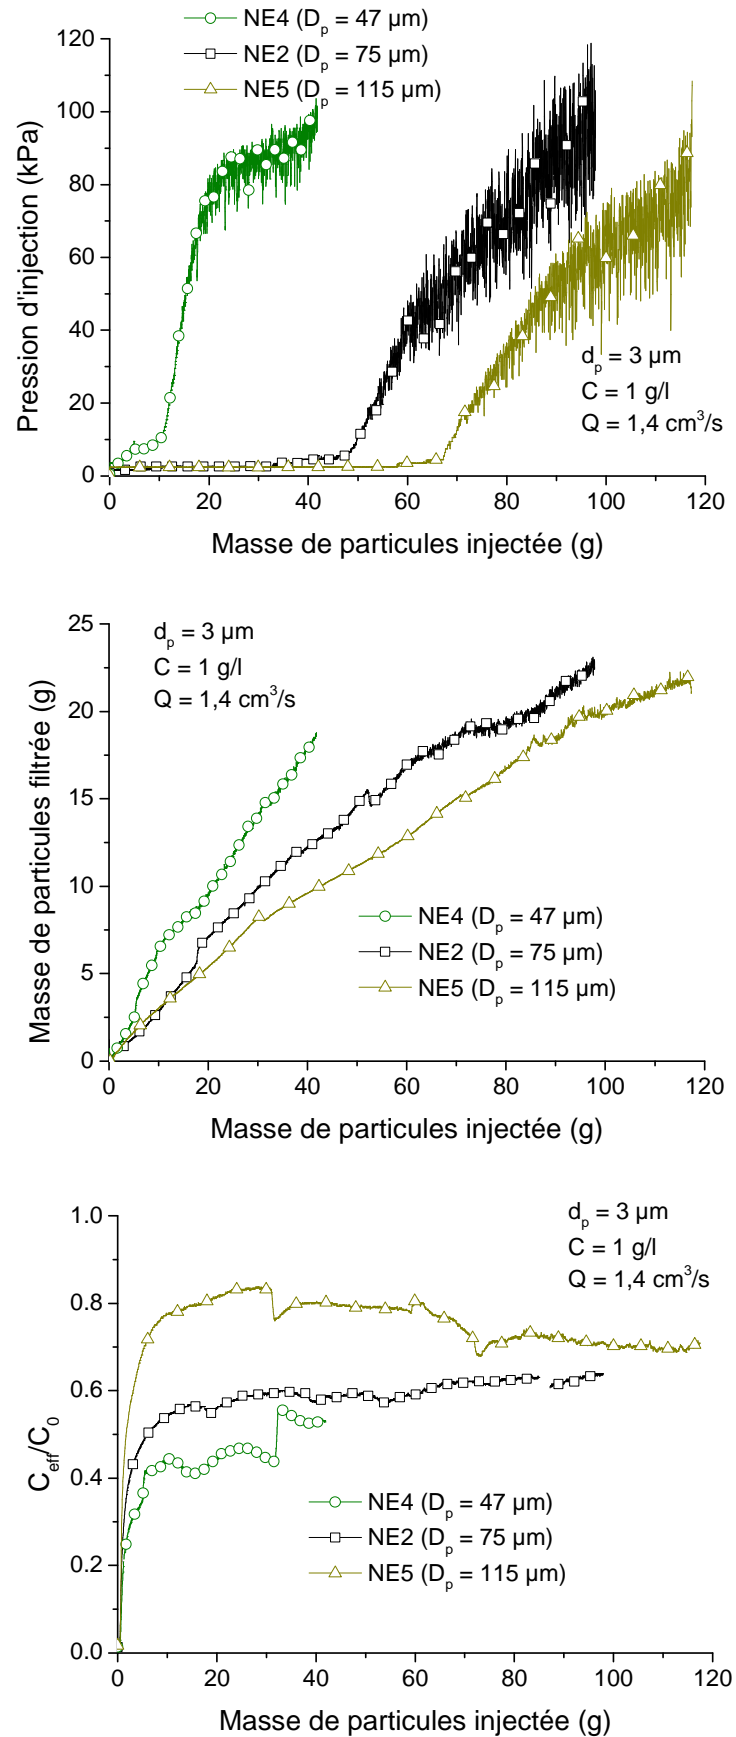 NE4 (Dp = 47 µm)
NE2 (Dp = 75 µm)
NE5 (Dp = 115 µm)
120
100
80
60
40
20
0
Pression d'injection (kPa)
dp = 3 µm
C = 1 g/l
Q = 1,4 cm³/s
0 20 40 60 80 100 120
Masse de particules injectée (g)
25
20
15
10
5
0
Masse de particules filtrée (g)
dp = 3 µm
C = 1 g/l
Q = 1,4 cm³/s
NE4 (Dp = 47 µm)
NE2 (Dp = 75 µm)
NE5 (Dp = 115 µm)
0 20 40 60 80 100 120
Masse de particules injectée (g)
1.0
0.8
0.6
0.4
0.2
0.0
Ceff/C0
dp = 3 µm
C = 1 g/l
Q = 1,4 cm³/s
NE4 (Dp = 47 µm)
NE2 (Dp = 75 µm)
NE5 (Dp = 115 µm)
0 20 40 60 80 100 120
Masse de particules injectée (g)